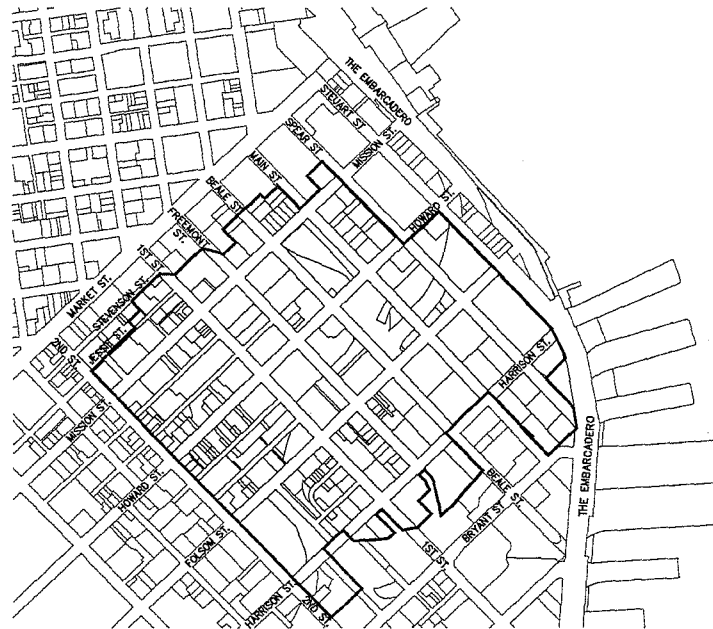 THE EMBARCADERO
STEUART ST.
SPEAR ST.
MISSION ST.
MAIN ST.
BEALE ST.
HOWARD ST.
FREEMONT
ST.
1ST ST.
MARKET ST.
STEVENSON ST.
JESSIE ST.
2ND ST.
HARRISON ST.
MISSION ST.
THE EMBARCADERO
HOWARD ST.
BEALE ST.
BRYANT ST.
FOLSOM ST.
1ST ST.
HARRISON ST.
2ND ST.